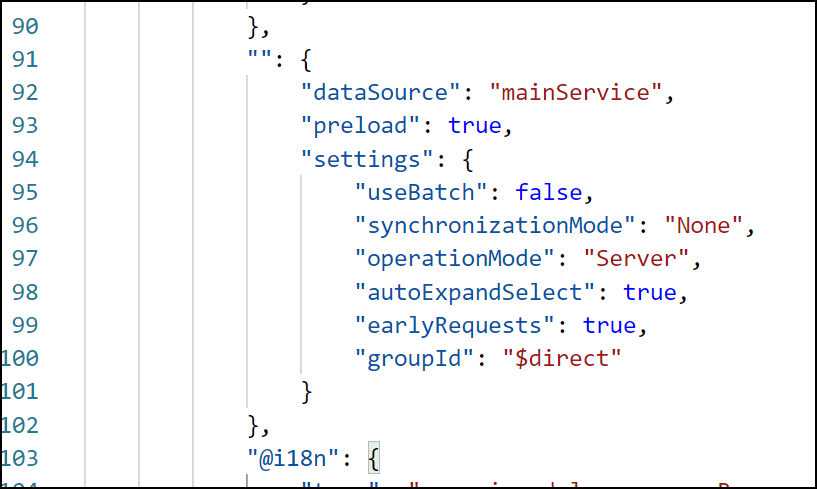 90 },
91 "": {
92 "dataSource": "mainService",
93 "preload": true,
94 "settings": {
95 "useBatch": false,
96 "synchronizationMode": "None",
97 "operationMode": "Server",
98 "autoExpandSelect": true,
99 "earlyRequests": true,
100 "groupId": "$direct"
101 }
102 },
103 "@i18n": {